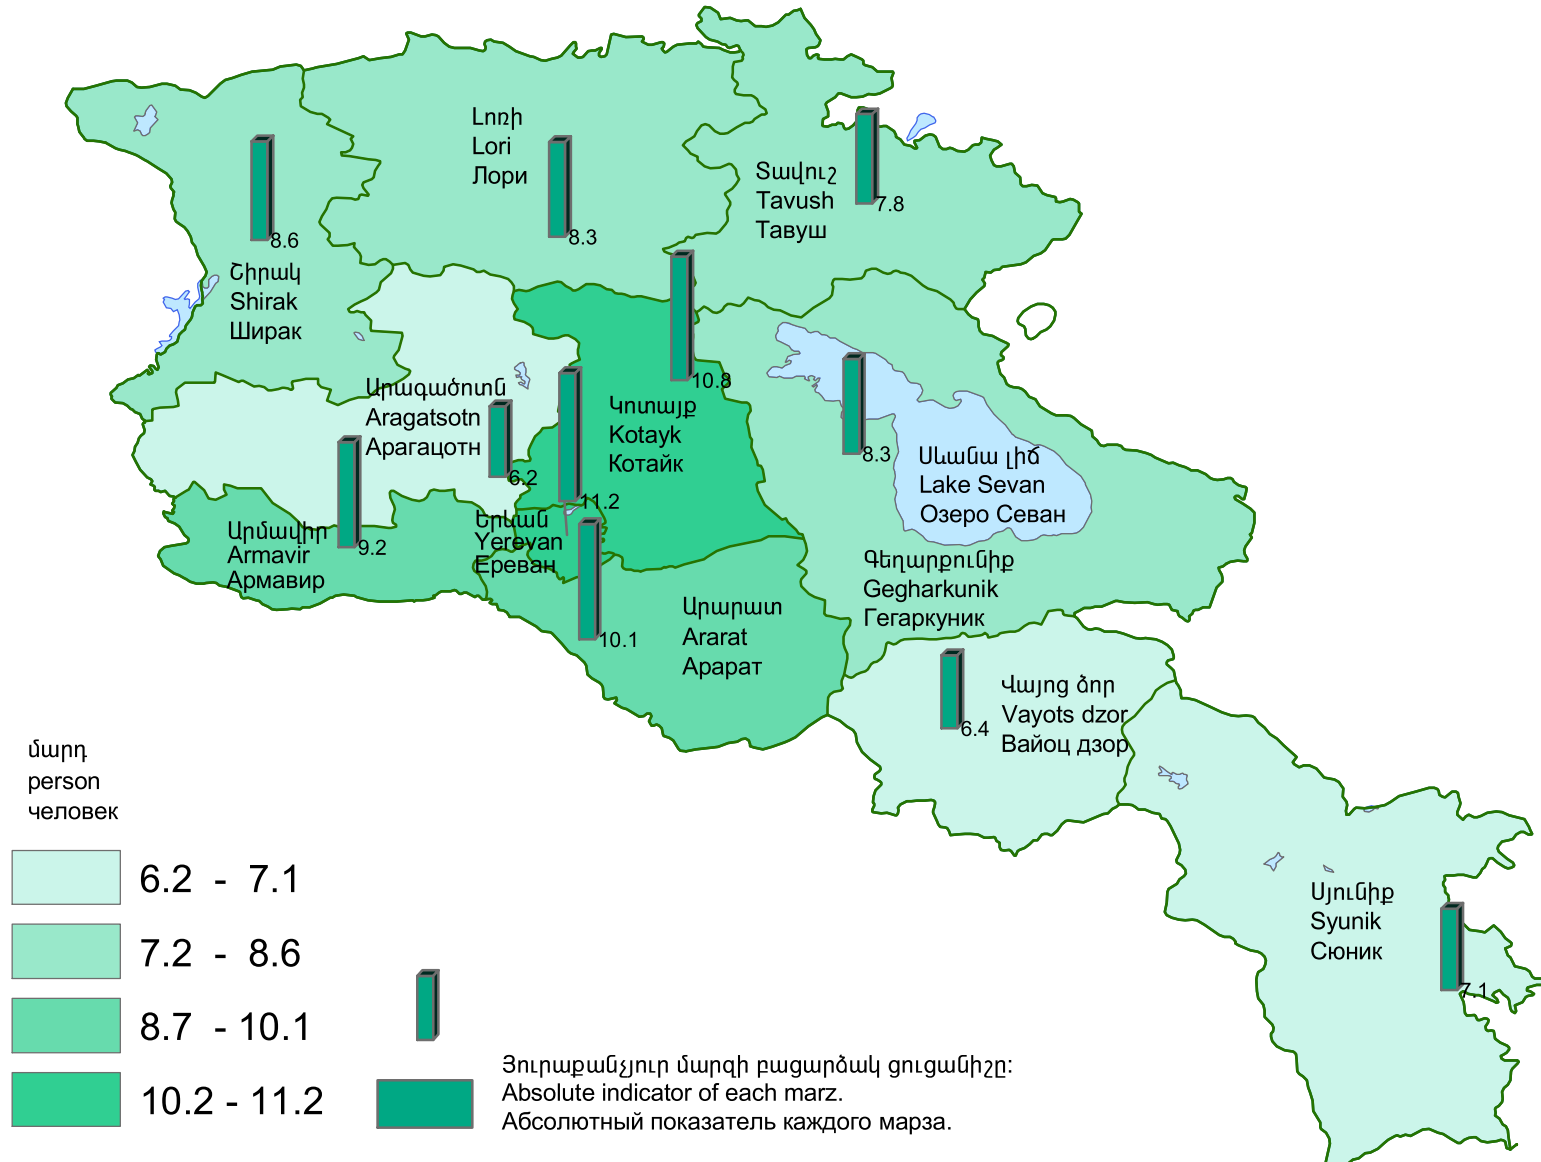 Լոռի
Lori
Лори
8.3
Տավուշ
Tavush
Тавуш
7.8
8.6
Շիրակ
Shirak
Ширак
Արագածոտն
Aragatsotn
Арагацотн
6.2
10.8
Կոտայք
Kotayk
Котайк
8.3
Սևանա լիճ
Lake Sevan
Озеро Севан
11.2
Երևան
Yerevan
Ереван
Արմավիր
Armavir
Армавир
9.2
10.1
Արարատ
Ararat
Арарат
Գեղարքունիք
Gegharkunik
Гегаркуник
6.4
Վայոց ձոր
Vayots dzor
Вайоц дзор
Սյունիք
Syunik
Сюник
7.1
մարդ
person
человек
6.2 - 7.1
7.2 - 8.6
8.7 - 10.1
10.2 - 11.2
Յուրաքանչյուր մարզի բացարձակ ցուցանիշը:
Absolute indicator of each marz.
Абсолютный показатель каждого марза.